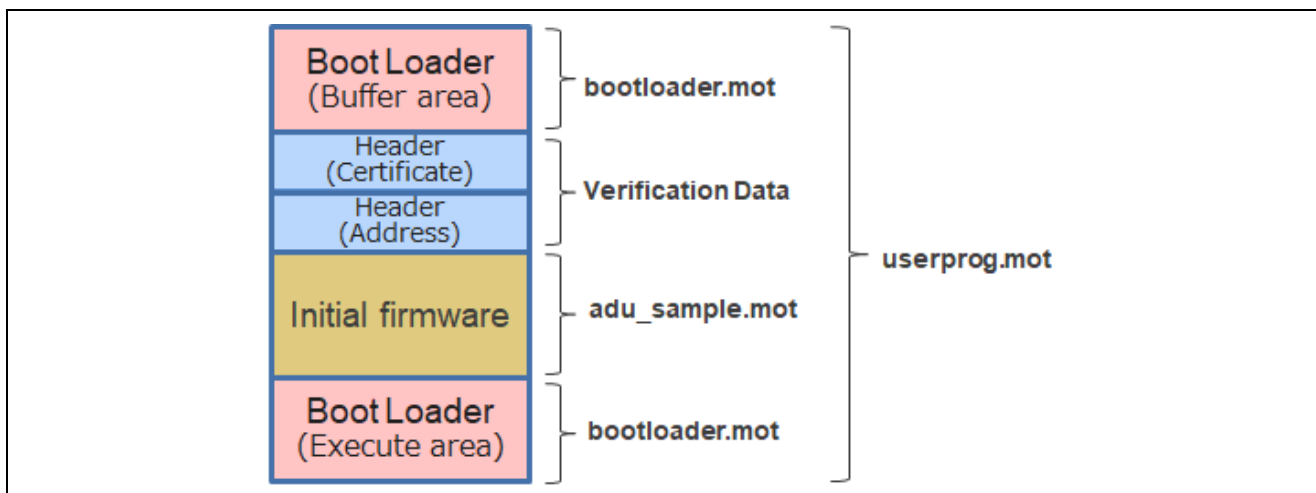 Boot Loader
(Buffer area)
bootloader.mot
Header
(Certificate)
Header
(Address)
Verification Data
Initial firmware
adu_sample.mot
Boot Loader
(Execute area)
bootloader.mot
userprog.mot